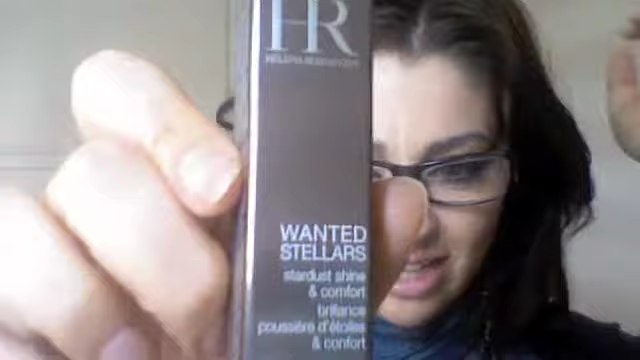 HR
HELENA RUBINSTEIN
WANTED
STELLARS
stardust shine
& comfort
brillance
poussière d'étoiles
& confort